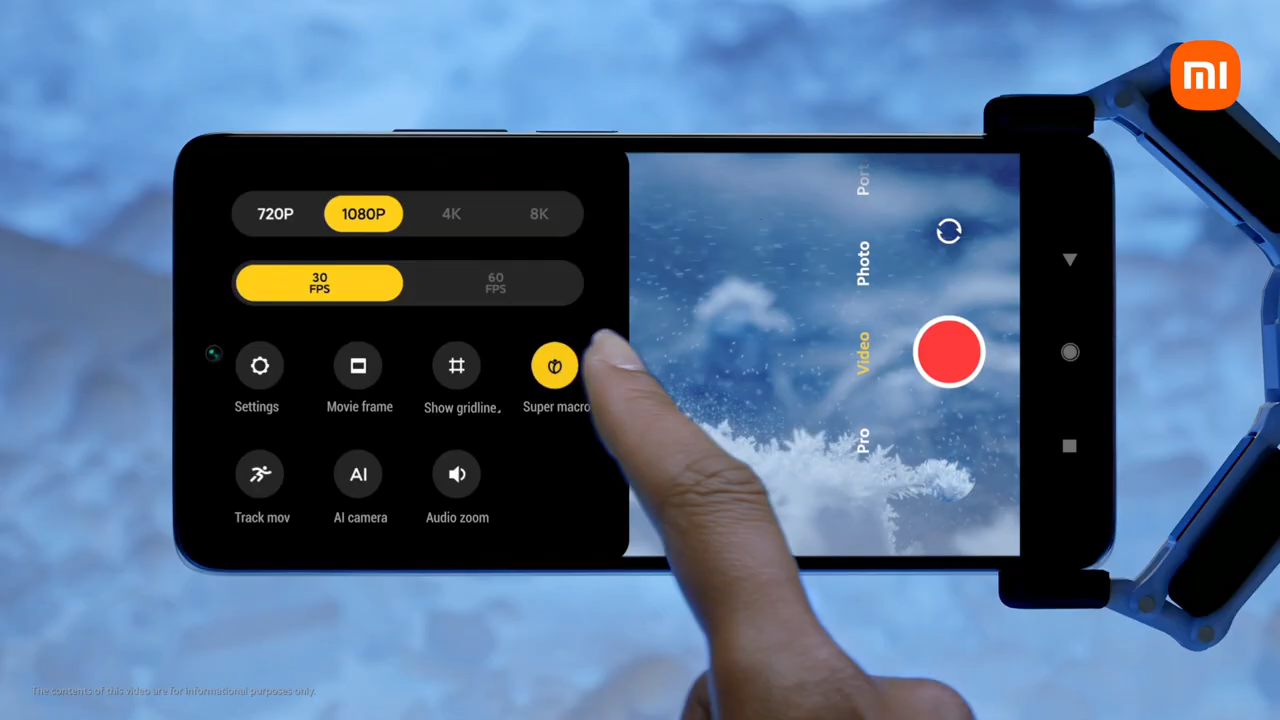 mi
720P
1080P
4K
8K
30
FPS
60
FPS
Settings
Movie frame
Show gridline.
Super macro
Track mov
AI
AI camera
Audio zoom
Port
Photo
Video
Pro
The contents of this video are for informational purposes only.